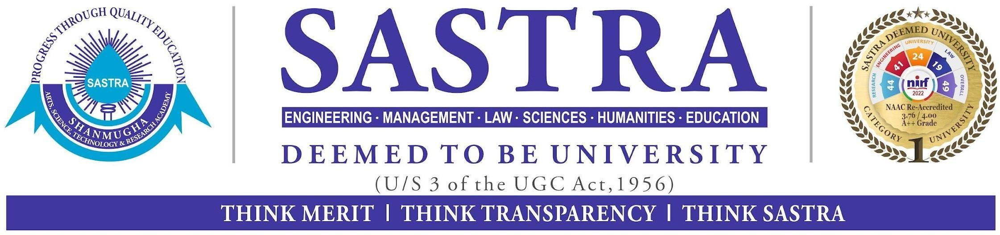 PROGRESS THROUGH QUALITY EDUCATION
SASTRA
SHANMUGHA
ARTS, SCIENCE, TECHNOLOGY & RESEARCH ACADEMY
SASTRA
ENGINEERING · MANAGEMENT · LAW · SCIENCES · HUMANITIES · EDUCATION
DEEMED TO BE UNIVERSITY
(U/S 3 of the UGC Act,1956)
THINK MERIT | THINK TRANSPARENCY | THINK SASTRA
SASTRA DEEMED UNIVERSITY
RESEARCH
44
ENGINEERING
41
UNIVERSITY
24
LAW
19
OVERALL
49
nirf
2022
NAAC Re-Accredited
3.76 / 4.00
A++ Grade
CATEGORY 1 UNIVERSITY